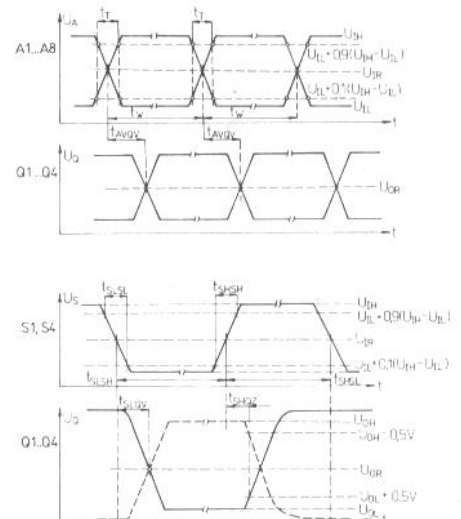 U_A
t_T
t_T
A1...A8
U_IH
U_IL+0,9(U_IH-U_IL)
U_IR
U_IL+0,1(U_IH-U_IL)
U_IL
t_W
t_W
t
t_AVQV
t_AVQV
U_Q
Q1...Q4
U_OR
t
U_S
t_SLSL
t_SHSH
S1, S4
U_IH
U_IL+0,9(U_IH-U_IL)
U_IR
U_IL+0,1(U_IH-U_IL)
t_SLSH
t_SHSL
t
U_Q
t_SLQV
t_SHQZ
Q1...Q4
U_OH
U_OH-0,5V
U_OR
U_OL+0,5V
U_OL